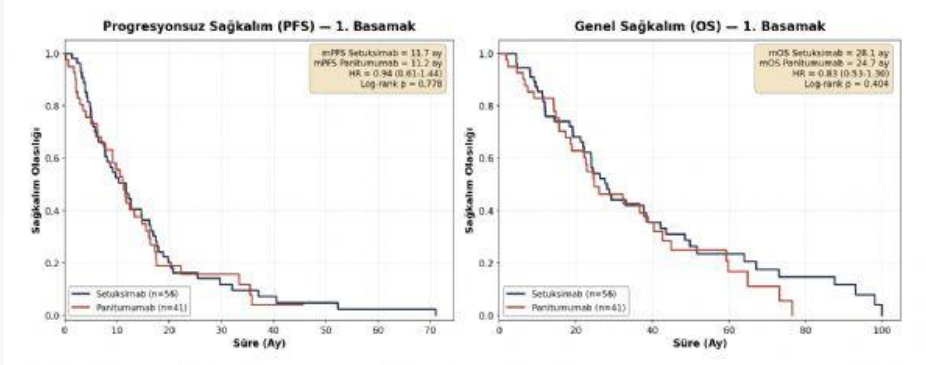 Progresyonsuz Sağkalım (PFS) — 1. Basamak
mPFS Setuksimab = 11.7 ay
mPFS Panitumumab = 11.2 ay
HR = 0.94 (0.61-1.44)
Log-rank p = 0.778
Sağkalım Olasılığı
1.0
0.8
0.6
0.4
0.2
0.0
Setuksimab (n=56)
Panitumumab (n=41)
0 10 20 30 40 50 60 70
Süre (Ay)
Genel Sağkalım (OS) — 1. Basamak
mOS Setuksimab = 28.1 ay
mOS Panitumumab = 24.7 ay
HR = 0.83 (0.53-1.30)
Log-rank p = 0.404
Sağkalım Olasılığı
1.0
0.8
0.6
0.4
0.2
0.0
Setuksimab (n=56)
Panitumumab (n=41)
0 20 40 60 80 100
Süre (Ay)